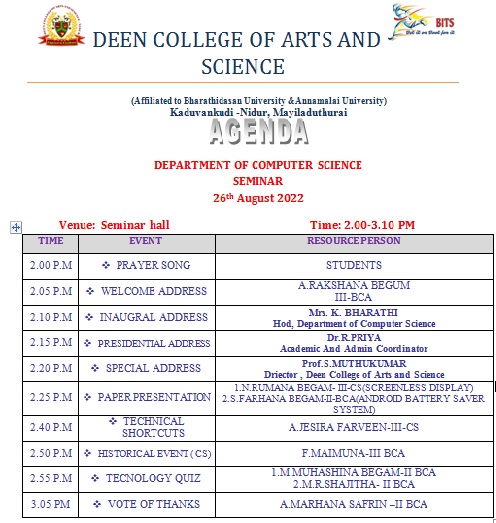 BITS
Get it or Beat for it
DEEN COLLEGE OF ARTS AND
SCIENCE
(Affiliated to Bharathidasan University & Annamalai University)
Kaduvankudi -Nidur, Mayiladuthurai
AGENDA
DEPARTMENT OF COMPUTER SCIENCE
SEMINAR
26th August 2022
Venue: Seminar hall Time: 2.00-3.10 PM
TIME EVENT RESOURCEPERSON
2.00 P.M ❖ PRAYER SONG STUDENTS
2.05 P.M ❖ WELCOME ADDRESS A.RAKSHANA BEGUM
III-BCA
2.10 P.M ❖ INAUGRAL ADDRESS Mrs. K. BHARATHI
Hod, Department of Computer Science
2.15 P.M ❖ PRESIDENTIAL ADDRESS Dr.R.PRIYA
Academic And Admin Coordinator
2.20 P.M ❖ SPECIAL ADDRESS Prof.S.MUTHUKUMAR
Driector , Deen College of Arts and Science
2.25 P.M ❖ PAPER PRESENTATION 1.N.RUMANA BEGAM- III-CS(SCREENLESS DISPLAY)
2.S.FARHANA BEGAM-II-BCA(ANDROID BATTERY SAVER
SYSTEM)
2.40 P.M ❖ TECHNICAL
SHORTCUTS A.JESIRA FARVEEN-III-CS
2.50 P.M ❖ HISTORICAL EVENT ( CS) F.MAIMUNA-III BCA
2.55 P.M ❖ TECNOLOGY QUIZ 1.M MUHASHINA BEGAM-II BCA
2.M.R.SHAJITHA- II BCA
3.05 PM ❖ VOTE OF THANKS A.MARHANA SAFRIN –II BCA